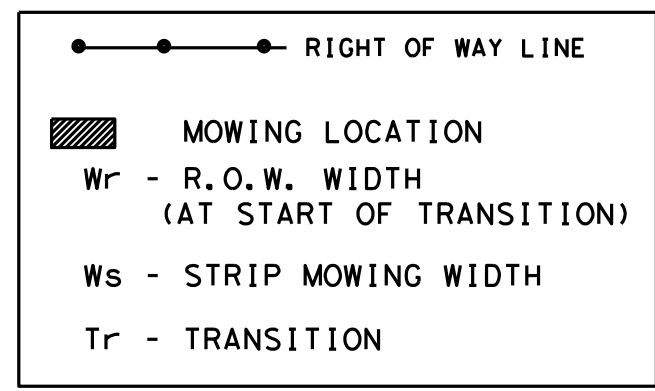 RIGHT OF WAY LINE
MOWING LOCATION
Wr - R.O.W. WIDTH
(AT START OF TRANSITION)
Ws - STRIP MOWING WIDTH
Tr - TRANSITION